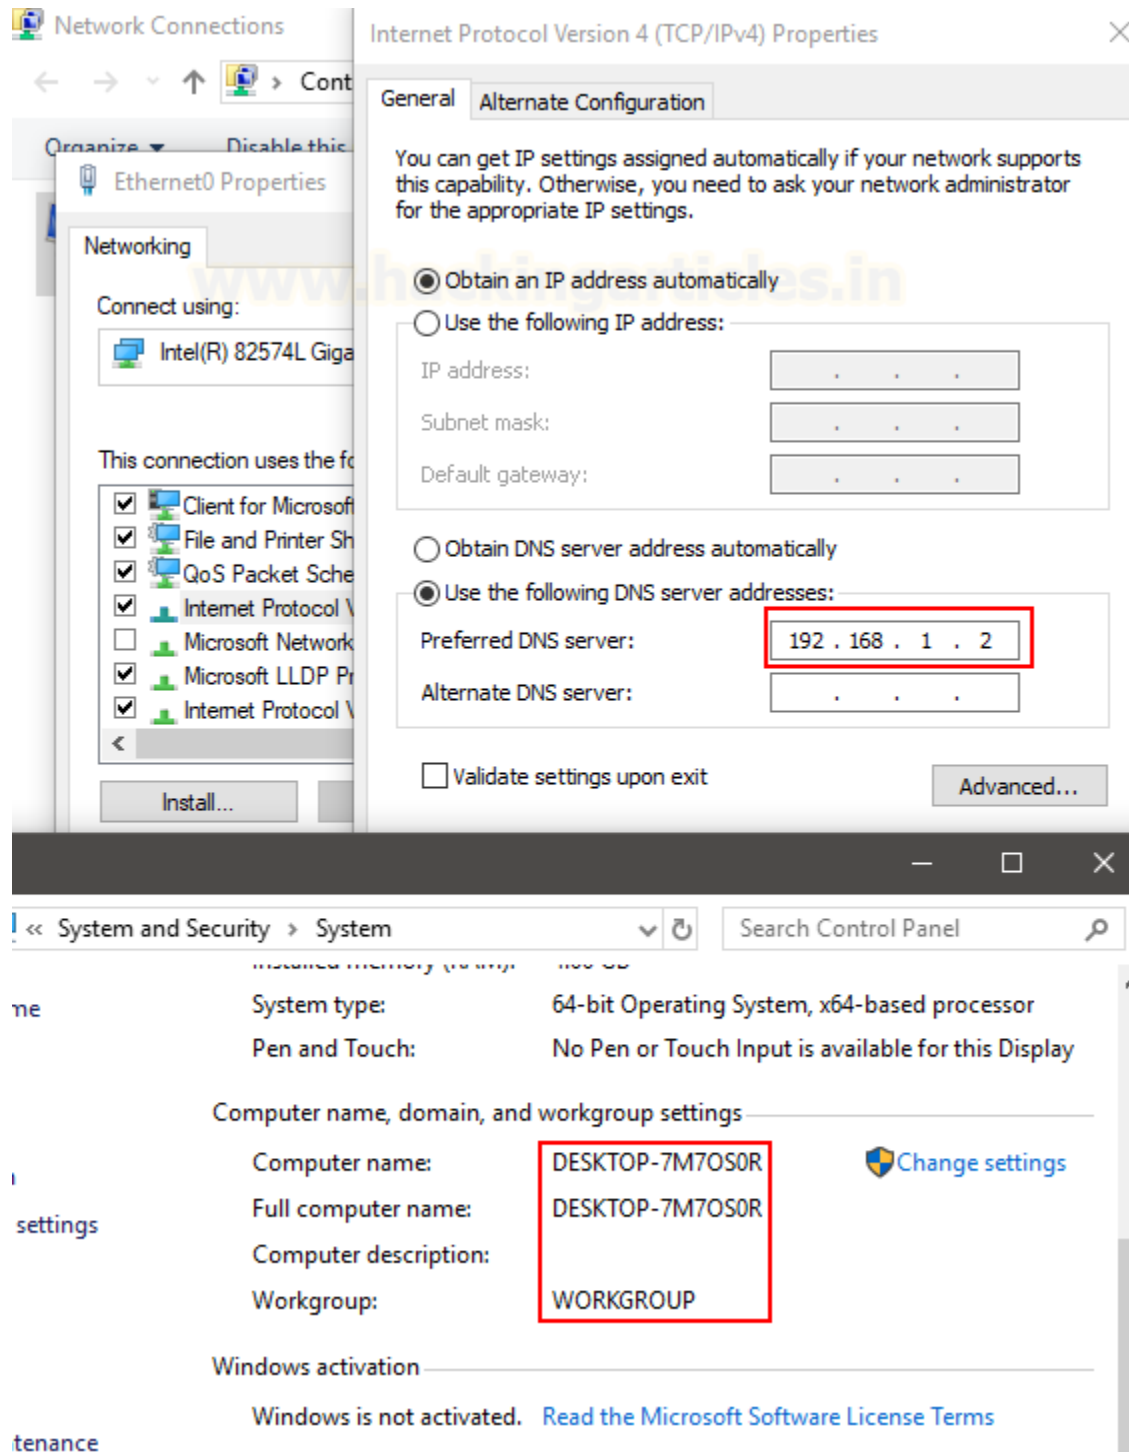 Network Connections
Internet Protocol Version 4 (TCP/IPv4) Properties
Cont
General
Alternate Configuration
Organize
Disable this
You can get IP settings assigned automatically if your network supports
this capability. Otherwise, you need to ask your network administrator
for the appropriate IP settings.
Ethernet0 Properties
Networking
www.hackingarticles.in
Obtain an IP address automatically
Connect using:
Use the following IP address:
Intel(R) 82574L Giga
IP address:
Subnet mask:
This connection uses the fo
Default gateway:
Client for Microsoft
File and Printer Sh
Obtain DNS server address automatically
QoS Packet Sche
Use the following DNS server addresses:
Internet Protocol V
Preferred DNS server: 192 . 168 . 1 . 2
Microsoft Network
Microsoft LLDP Pr
Alternate DNS server:
Internet Protocol V
Validate settings upon exit
Install...
Advanced...
« System and Security > System
Search Control Panel
Installed memory (RAM):
me
System type: 64-bit Operating System, x64-based processor
Pen and Touch: No Pen or Touch Input is available for this Display
Computer name, domain, and workgroup settings
Computer name: DESKTOP-7M7OS0R
Change settings
Full computer name: DESKTOP-7M7OS0R
settings
Computer description:
Workgroup: WORKGROUP
Windows activation
Windows is not activated. Read the Microsoft Software License Terms
tenance